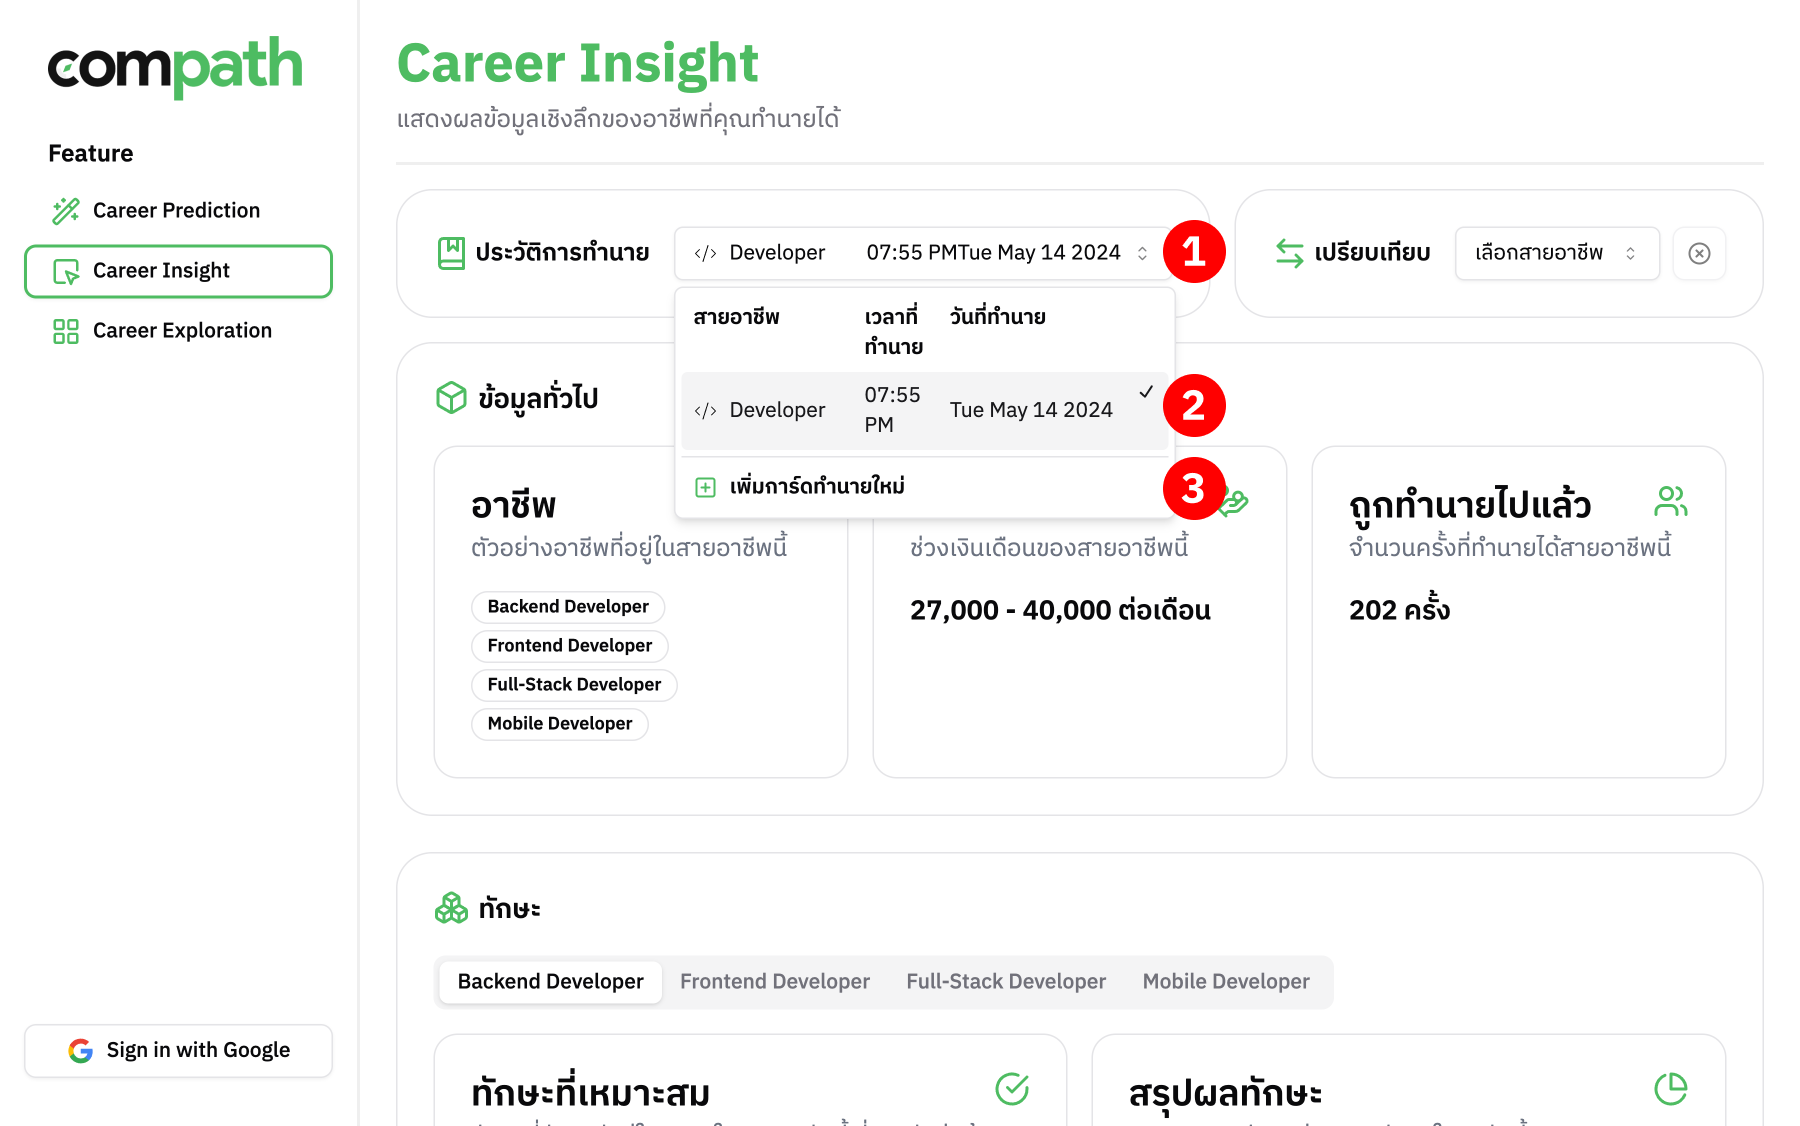 compath
Feature
Career Prediction
Career Insight
Career Exploration
Sign in with Google
Career Insight
แสดงผลข้อมูลเชิงลึกของอาชีพที่คุณทำนายได้
ประวัติการทำนาย
Developer 07:55 PMTue May 14 2024
1
เปรียบเทียบ
เลือกสายอาชีพ
สายอาชีพ เวลาที่ทำนาย วันที่ทำนาย
Developer 07:55 PM Tue May 14 2024
2
เพิ่มการ์ดทำนายใหม่
3
ข้อมูลทั่วไป
อาชีพ
ตัวอย่างอาชีพที่อยู่ในสายอาชีพนี้
Backend Developer
Frontend Developer
Full-Stack Developer
Mobile Developer
ช่วงเงินเดือนของสายอาชีพนี้
27,000 - 40,000 ต่อเดือน
ถูกทำนายไปแล้ว
จำนวนครั้งที่ทำนายได้สายอาชีพนี้
202 ครั้ง
ทักษะ
Backend Developer Frontend Developer Full-Stack Developer Mobile Developer
ทักษะที่เหมาะสม
สรุปผลทักษะ